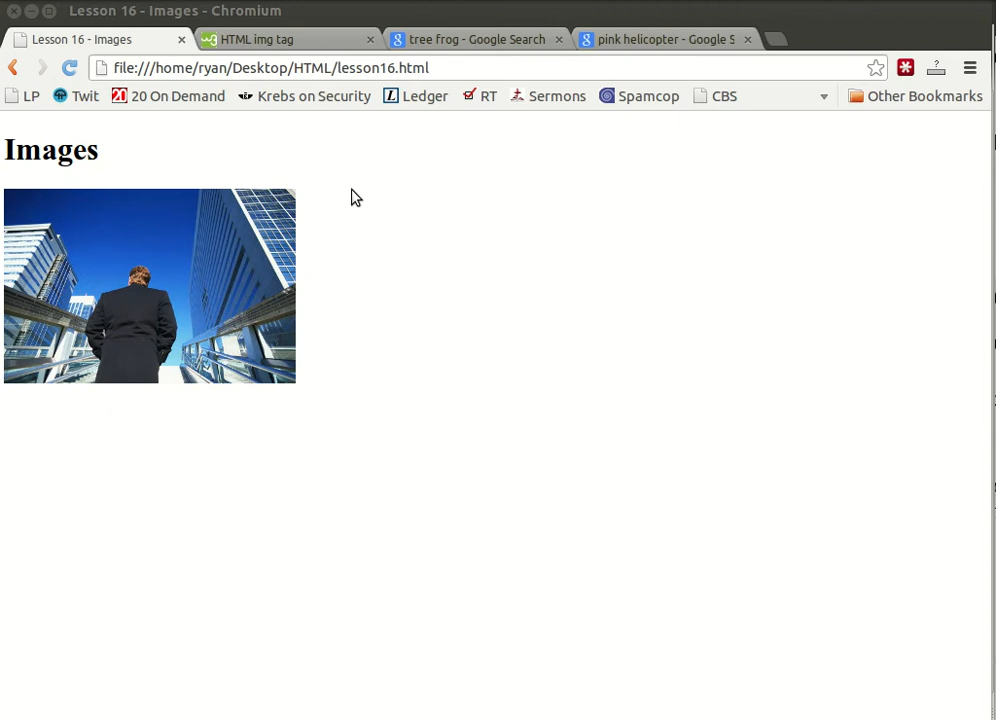 Lesson 16 - Images - Chromium
Lesson 16 - Images
w3 HTML img tag
g tree frog - Google Search
g pink helicopter - Google S
file:///home/ryan/Desktop/HTML/lesson16.html
?
LP Twit 20 20 On Demand Krebs on Security L Ledger RT Sermons Spamcop CBS Other Bookmarks
Images